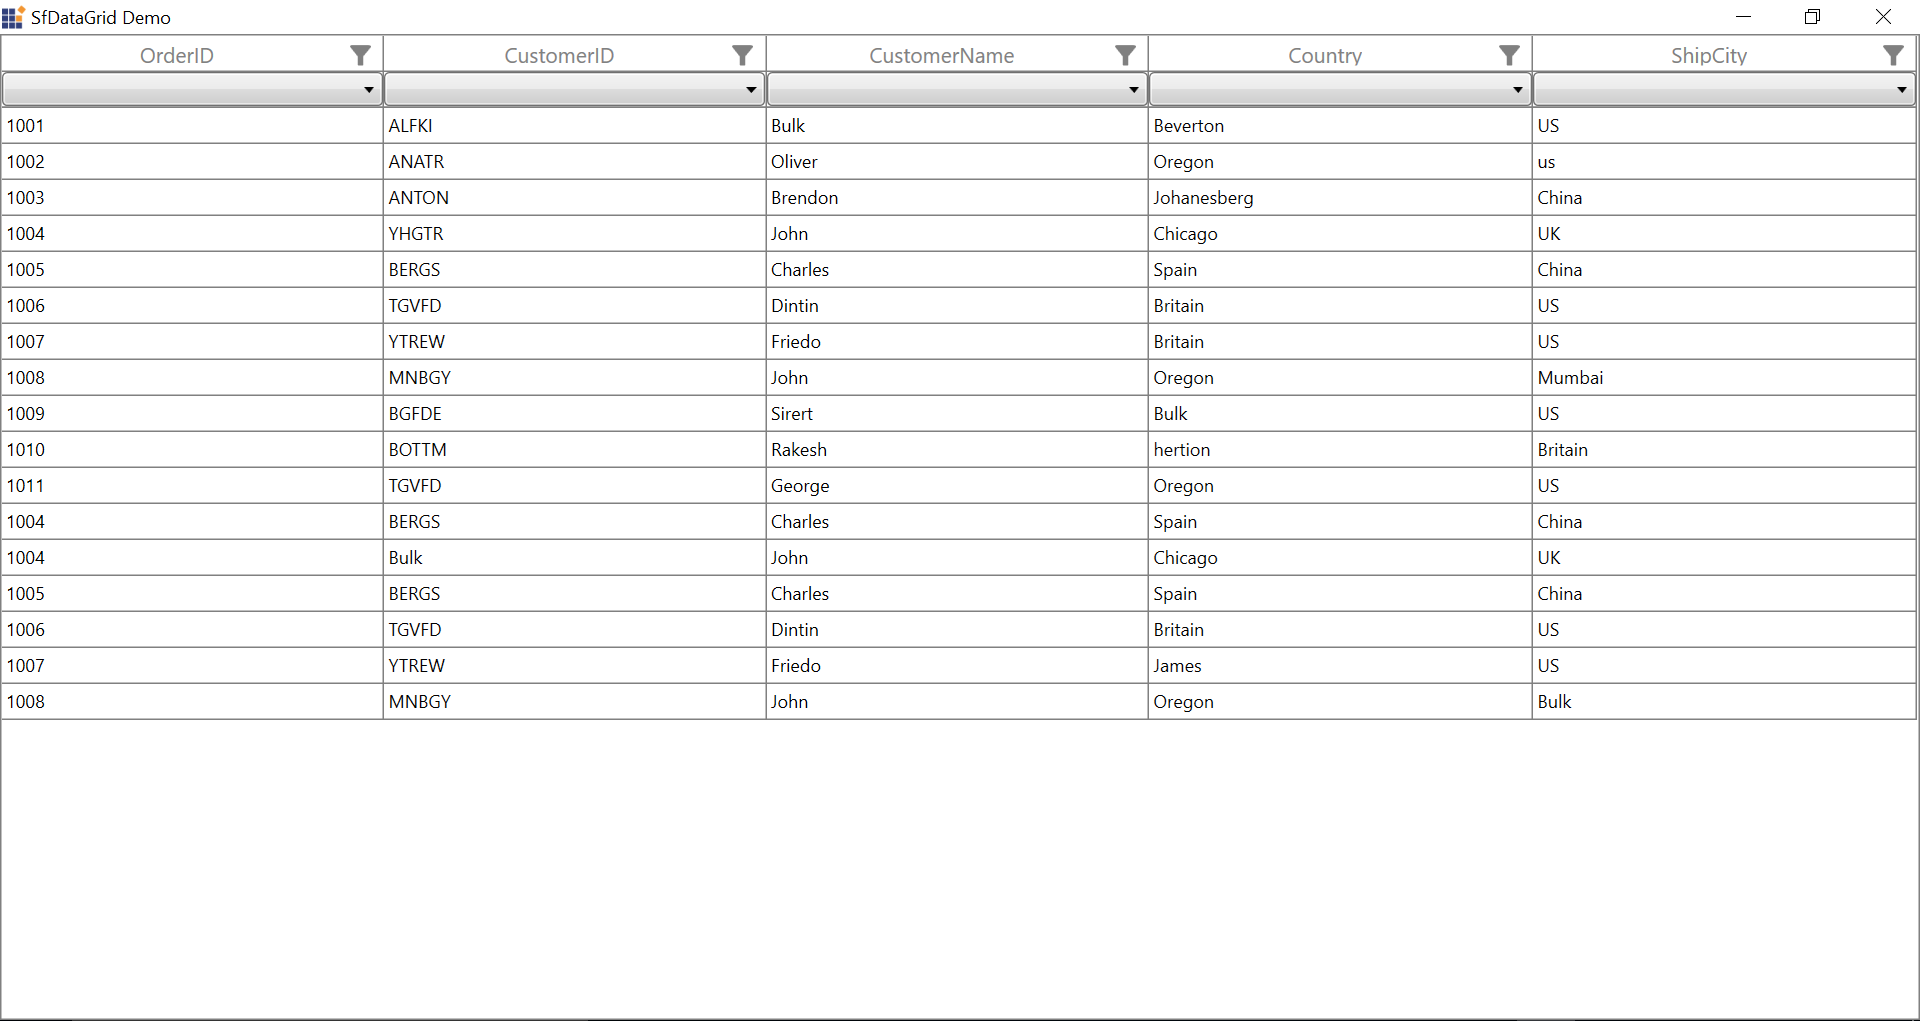 SfDataGrid Demo
OrderID CustomerID CustomerName Country ShipCity
1001 ALFKI Bulk Beverton US
1002 ANATR Oliver Oregon us
1003 ANTON Brendon Johanesberg China
1004 YHGTR John Chicago UK
1005 BERGS Charles Spain China
1006 TGVFD Dintin Britain US
1007 YTREW Friedo Britain US
1008 MNBGY John Oregon Mumbai
1009 BGFDE Sirert Bulk US
1010 BOTTM Rakesh hertion Britain
1011 TGVFD George Oregon US
1004 BERGS Charles Spain China
1004 Bulk John Chicago UK
1005 BERGS Charles Spain China
1006 TGVFD Dintin Britain US
1007 YTREW Friedo James US
1008 MNBGY John Oregon Bulk